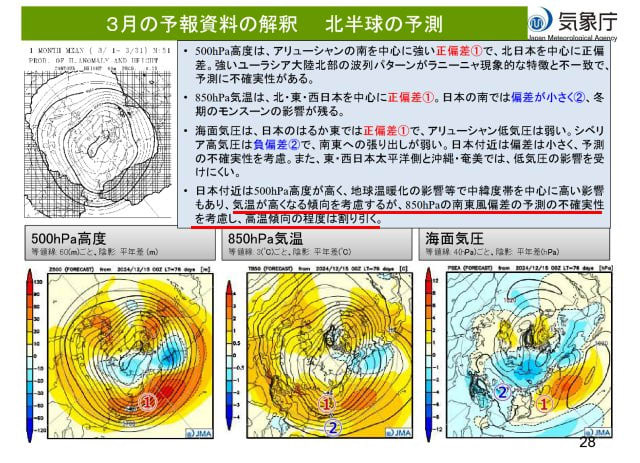 3月の予報資料の解釈　北半球の予測
気象庁
Japan Meteorological Agency
1 MONTH MEAN ( 3/ 1- 3/31) N:51
PROB. OF H.ANOMALY AND HEIGHT
・ 500hPa高度は、アリューシャンの南を中心に強い正偏差①で、北日本を中心に正偏
差。強いユーラシア大陸北部の波列パターンがラニーニャ現象的な特徴と不一致で、
予測に不確実性がある。
・ 850hPa気温は、北・東・西日本を中心に正偏差①。日本の南では偏差が小さく②、冬
期のモンスーンの影響が残る。
・ 海面気圧は、日本のはるか東では正偏差①で、アリューシャン低気圧は弱い。シベリ
ア高気圧は負偏差②で、南東への張り出しが弱い。日本付近は偏差は小さく、予測
の不確実性を考慮。また、東・西日本太平洋側と沖縄・奄美では、低気圧の影響を受
けにくい。
・ 日本付近は500hPa高度が高く、地球温暖化の影響等で中緯度帯を中心に高い影響
もあり、気温が高くなる傾向を考慮するが、850hPaの南東風偏差の予測の不確実性
を考慮し、高温傾向の程度は割り引く。
500hPa高度
等値線:60(m)ごと、陰影:平年差(m)
850hPa気温
等値線:3(℃)ごと、陰影:平年差(℃)
海面気圧
等値線:4(hPa)ごと、陰影:平年差(hPa)
Z500 (FORECAST) from 2024/12/15 06Z LT=76 days [m]
T850 (FORECAST) from 2024/12/15 06Z LT=76 days [C]
PSEA (FORECAST) from 2024/12/15 06Z LT=76 days [hPa]
①
①
②
②
①
JMA
JMA
JMA
28